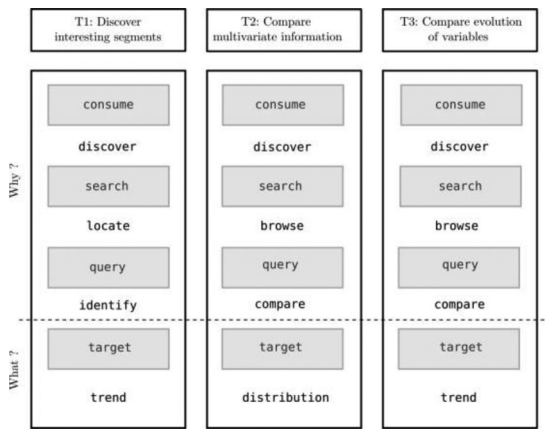 T1: Discover
interesting segments
T2: Compare
multivariate information
T3: Compare evolution
of variables
Why ?
consume
consume
consume
discover
discover
discover
search
search
search
locate
browse
browse
query
query
query
identify
compare
compare
What ?
target
target
target
trend
distribution
trend